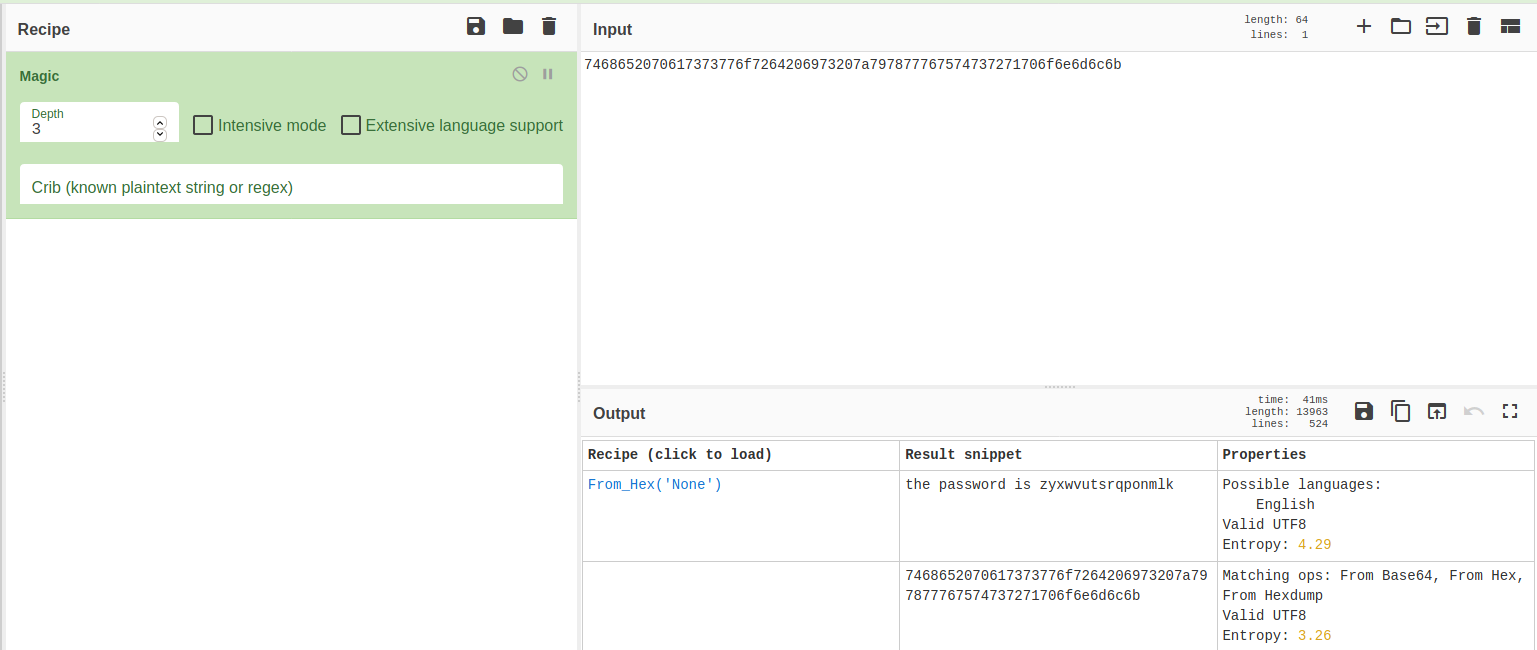 Recipe
Magic
Depth
3
Intensive mode
Extensive language support
Crib (known plaintext string or regex)
Input
length: 64
lines: 1
7468652070617373776f7264206973207a797877767574737271706f6e6d6c6b
Output
time: 41ms
length: 13963
lines: 524
Recipe (click to load) Result snippet Properties
From_Hex('None') the password is zyxwvutsrqponmlk Possible languages:
English
Valid UTF8
Entropy: 4.29
7468652070617373776f7264206973207a79 Matching ops: From Base64, From Hex,
7877767574737271706f6e6d6c6b From Hexdump
Valid UTF8
Entropy: 3.26